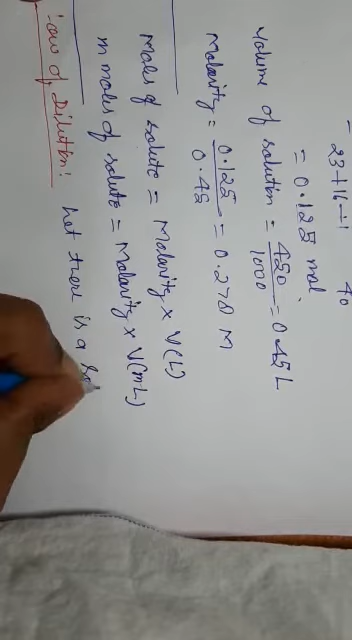 = 23+16+1 40
= 0.125 mol
Volume of solution = 450/1000 = 0.45 L
Molarity = 0.125/0.45 = 0.278 M
Moles of solute = Molarity x V(L)
m moles of solute = Molarity x V(mL)
Law of Dilution: Let there is a so